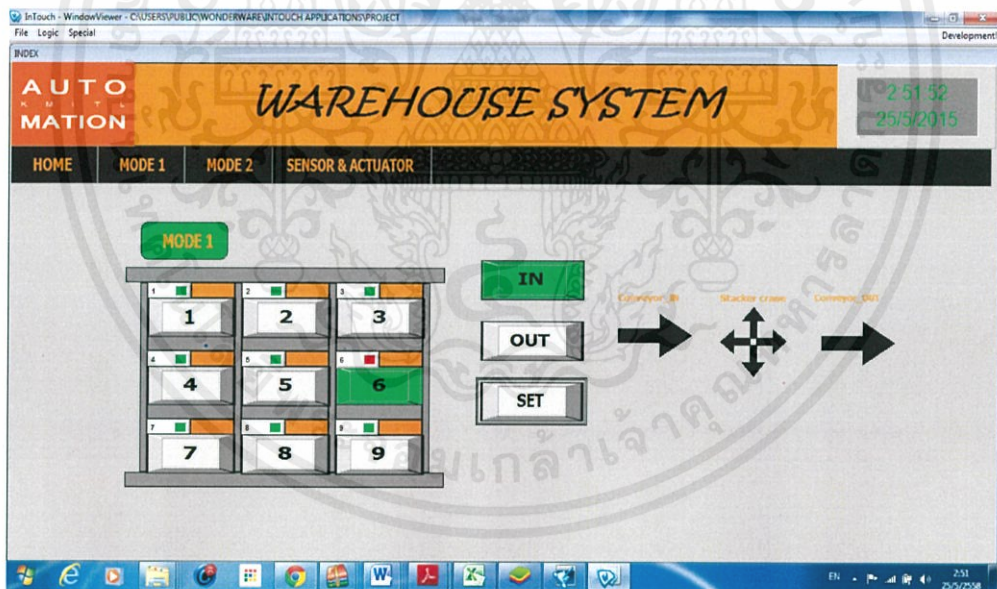 InTouch - WindowViewer - C:\USERS\PUBLIC\WONDERWARE\INTOUCH APPLICATIONS\PROJECT
File Logic Special
Development!
INDEX
AUTO
KMITL
MATION
WAREHOUSE SYSTEM
2:51:52
25/5/2015
HOME MODE 1 MODE 2 SENSOR & ACTUATOR
MODE 1
1 2 3
1 2 3
4 5 6
4 5 6
7 8 9
7 8 9
IN
OUT
SET
Conveyor_IN Stacker crane Conveyor_OUT
EN 2:51
25/5/2558